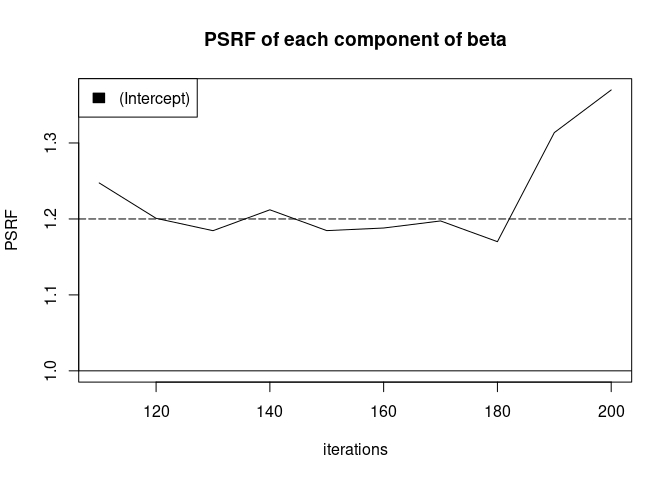 PSRF of each component of beta
(Intercept)
PSRF
1.3
1.2
1.1
1.0
120 140 160 180 200
iterations